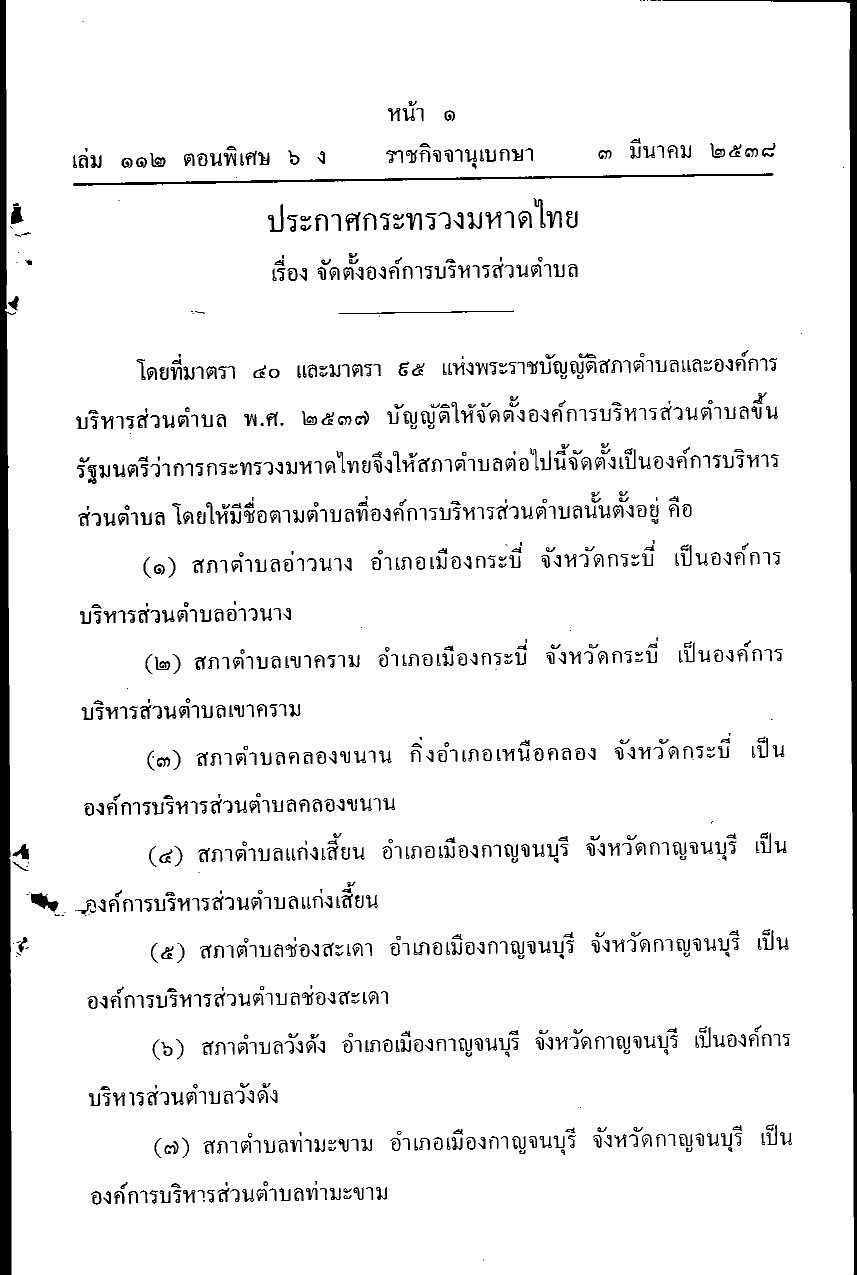 หน้า ๑
เล่ม ๑๑๒ ตอนพิเศษ ๖ ง ราชกิจจานุเบกษา ๓ มีนาคม ๒๕๓๘
ประกาศกระทรวงมหาดไทย
เรื่อง จัดตั้งองค์การบริหารส่วนตำบล
โดยที่มาตรา ๔๐ และมาตรา ๙๕ แห่งพระราชบัญญัติสภาตำบลและองค์การ
บริหารส่วนตำบล พ.ศ. ๒๕๓๗ บัญญัติให้จัดตั้งองค์การบริหารส่วนตำบลขึ้น
รัฐมนตรีว่าการกระทรวงมหาดไทยจึงให้สภาตำบลต่อไปนี้จัดตั้งเป็นองค์การบริหาร
ส่วนตำบล โดยให้มีชื่อตามตำบลที่องค์การบริหารส่วนตำบลนั้นตั้งอยู่ คือ
(๑) สภาตำบลอ่าวนาง อำเภอเมืองกระบี่ จังหวัดกระบี่ เป็นองค์การ
บริหารส่วนตำบลอ่าวนาง
(๒) สภาตำบลเขาคราม อำเภอเมืองกระบี่ จังหวัดกระบี่ เป็นองค์การ
บริหารส่วนตำบลเขาคราม
(๓) สภาตำบลคลองขนาน กิ่งอำเภอเหนือคลอง จังหวัดกระบี่ เป็น
องค์การบริหารส่วนตำบลคลองขนาน
(๔) สภาตำบลแก่งเสี้ยน อำเภอเมืองกาญจนบุรี จังหวัดกาญจนบุรี เป็น
องค์การบริหารส่วนตำบลแก่งเสี้ยน
(๕) สภาตำบลช่องสะเดา อำเภอเมืองกาญจนบุรี จังหวัดกาญจนบุรี เป็น
องค์การบริหารส่วนตำบลช่องสะเดา
(๖) สภาตำบลวังด้ง อำเภอเมืองกาญจนบุรี จังหวัดกาญจนบุรี เป็นองค์การ
บริหารส่วนตำบลวังด้ง
(๗) สภาตำบลท่ามะขาม อำเภอเมืองกาญจนบุรี จังหวัดกาญจนบุรี เป็น
องค์การบริหารส่วนตำบลท่ามะขาม